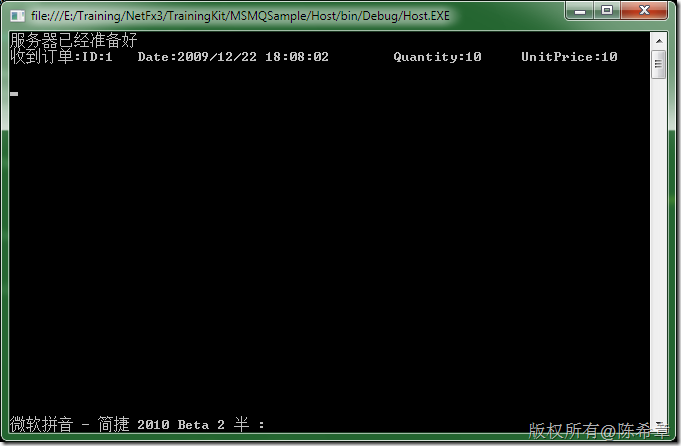 file:///E:/Training/NetFx3/TrainingKit/MSMQSample/Host/bin/Debug/Host.EXE
服务器已经准备好
收到订单:ID:1 Date:2009/12/22 18:08:02 Quantity:10 UnitPrice:10
微软拼音 - 简捷 2010 Beta 2 半 :
版权所有@陈希章